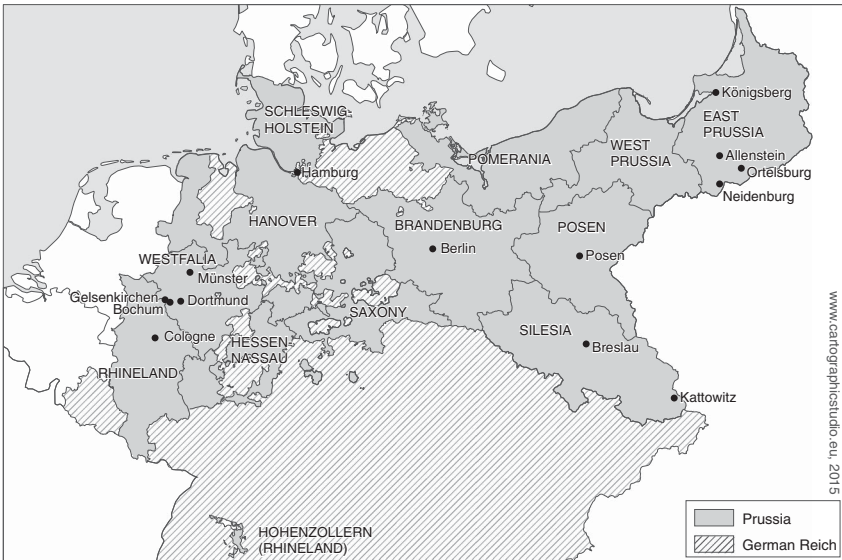 SCHLESWIG-
HOLSTEIN
Hamburg
POMERANIA
WEST
PRUSSIA
Königsberg
EAST
PRUSSIA
Allenstein
Ortelsburg
Neidenburg
HANOVER
BRANDENBURG
Berlin
POSEN
Posen
WESTFALIA
Münster
Gelsenkirchen
Bochum
Dortmund
Cologne
RHINELAND
HESSEN-
NASSAU
SAXONY
SILESIA
Breslau
Kattowitz
HOHENZOLLERN
(RHINELAND)
Prussia
German Reich
www.cartographicstudio.eu, 2015